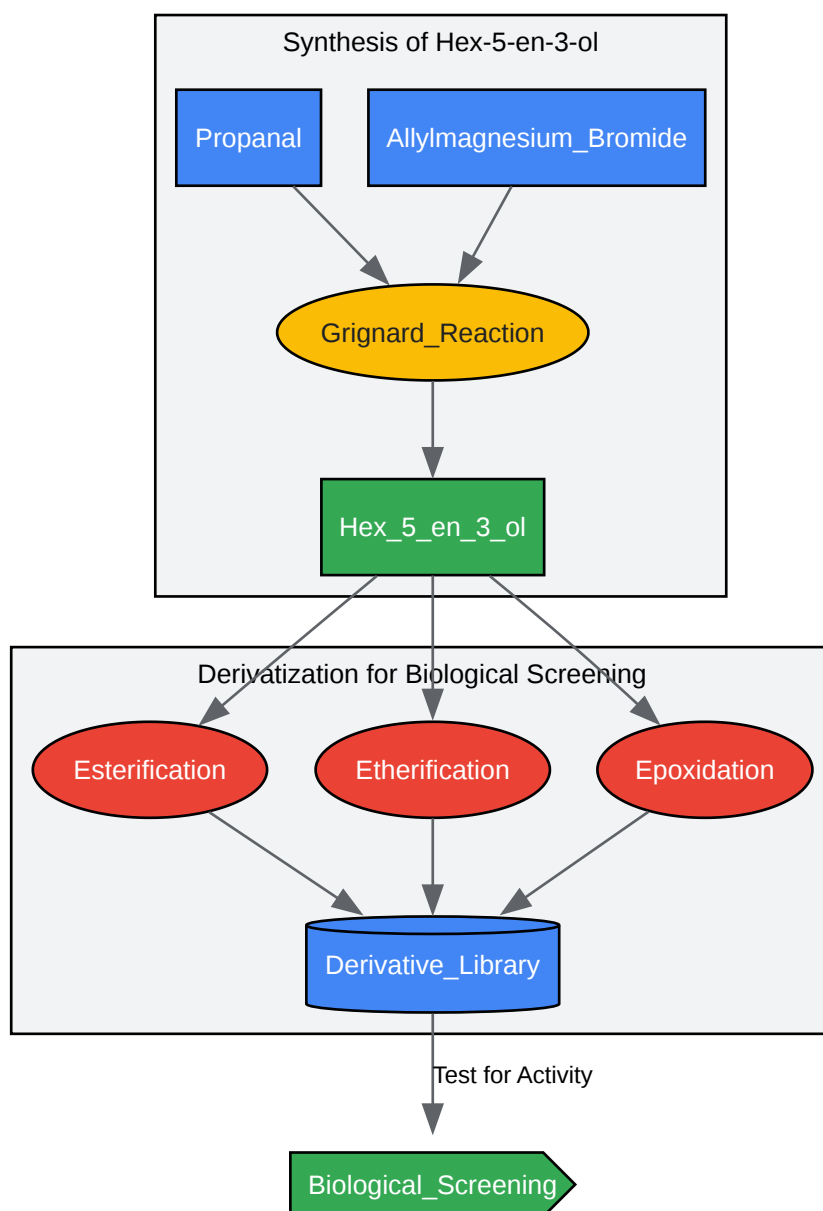 Synthesis of Hex-5-en-3-ol
Propanal
Allylmagnesium_Bromide
Grignard_Reaction
Hex_5_en_3_ol
Derivatization for Biological Screening
Esterification
Etherification
Epoxidation
Derivative_Library
Test for Activity
Biological_Screening